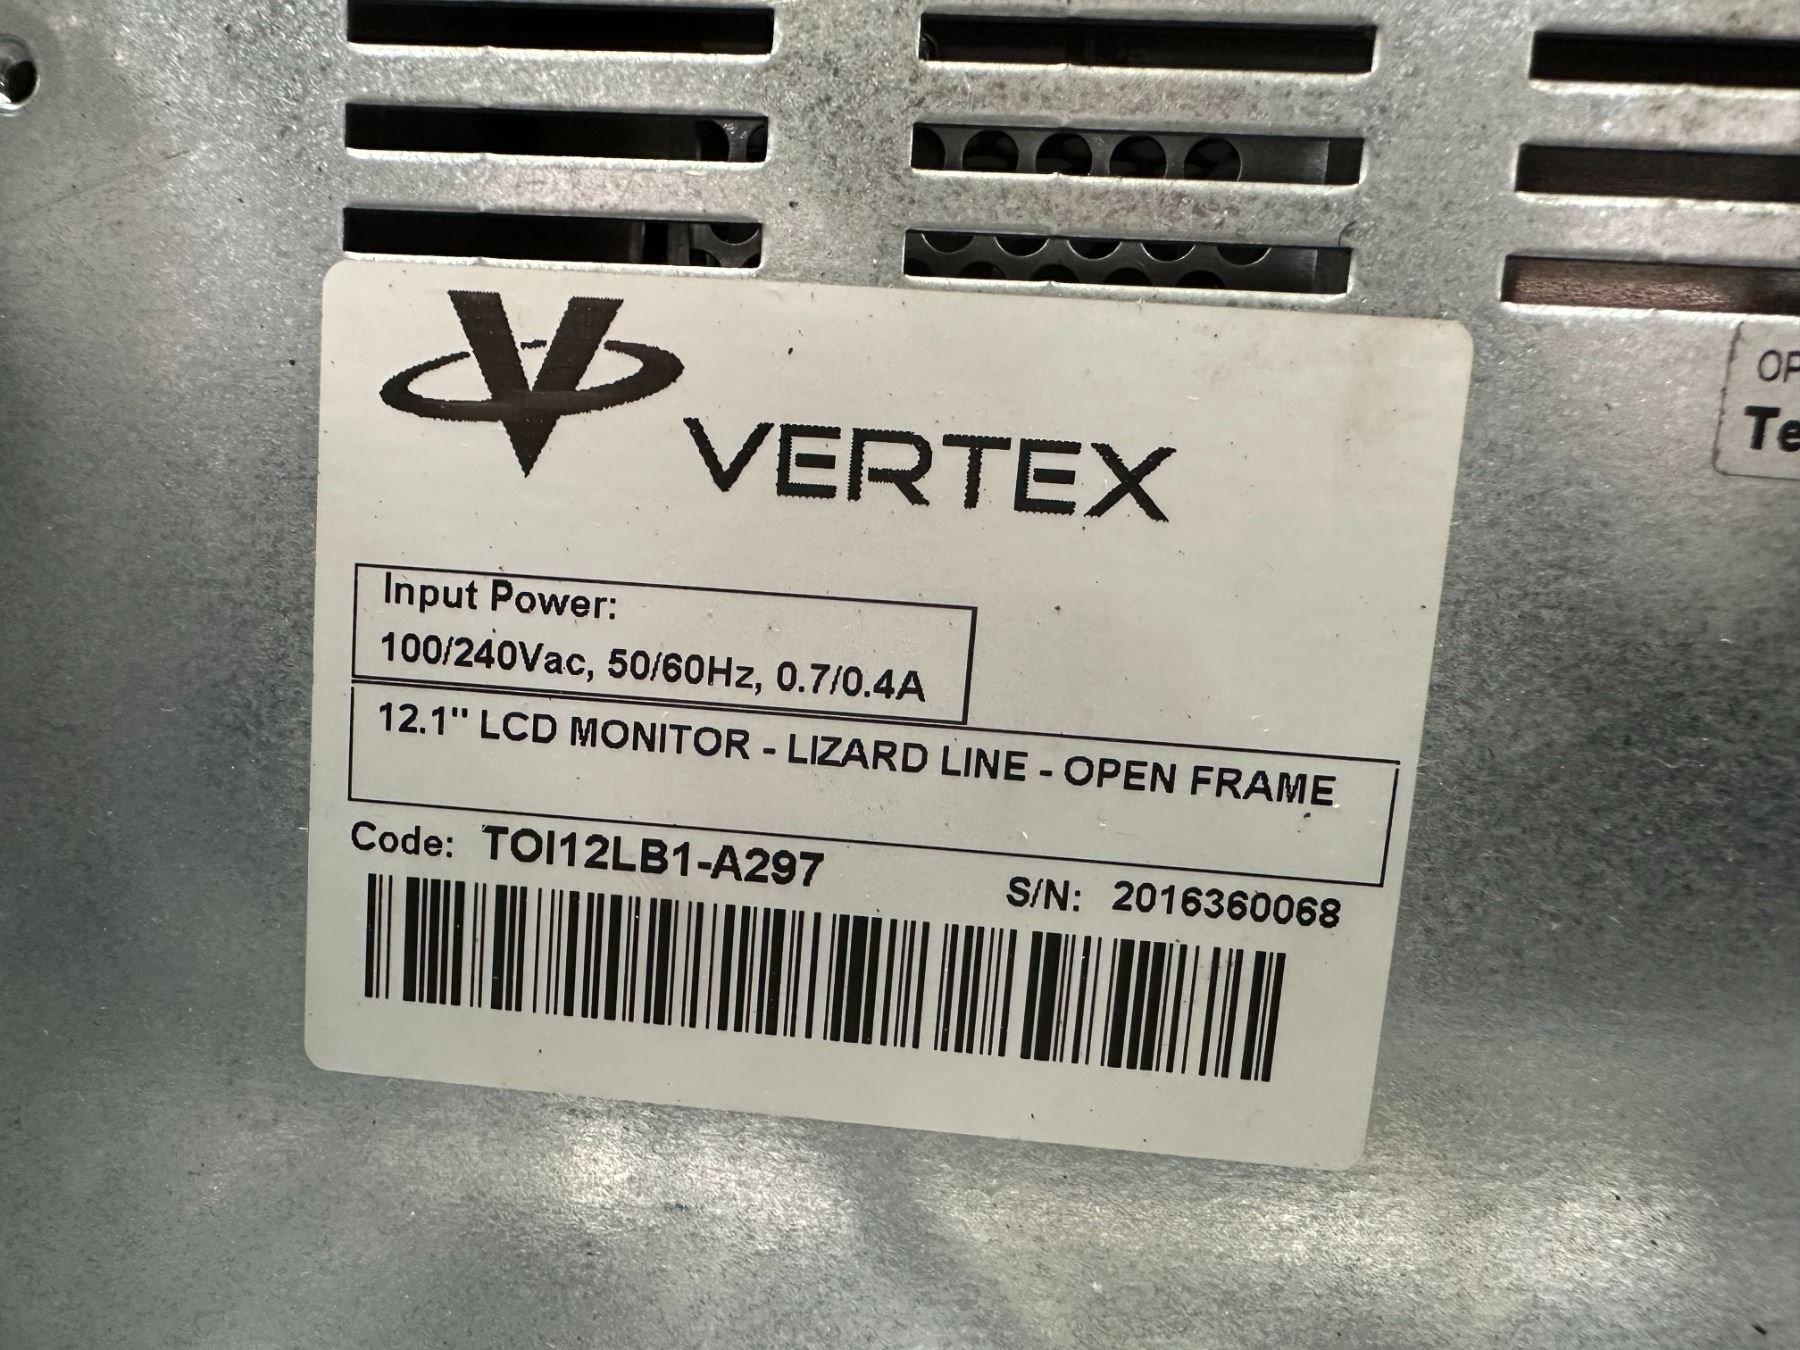 VERTEX
Input Power:
100/240Vac, 50/60Hz, 0.7/0.4A
12.1" LCD MONITOR - LIZARD LINE - OPEN FRAME
Code: TOI12LB1-A297
S/N: 2016360068
OP
Te